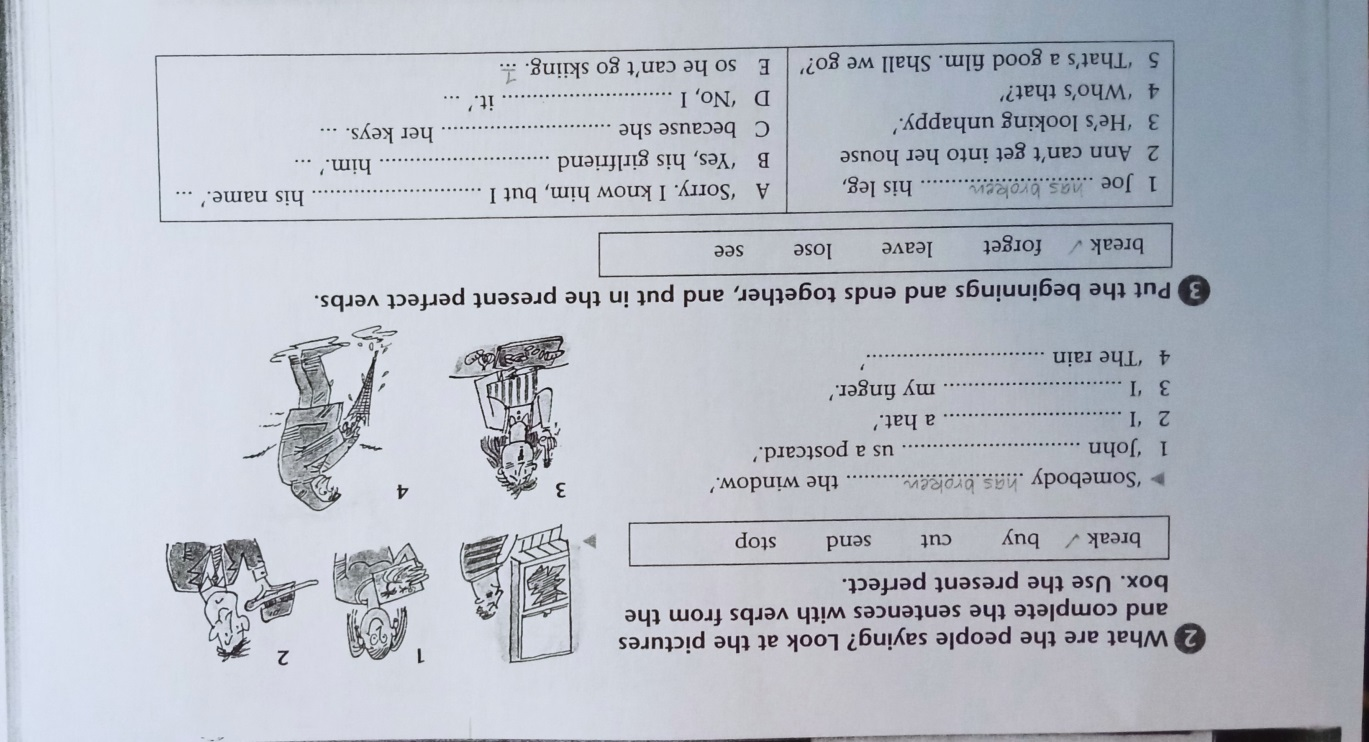 2 What are the people saying? Look at the pictures
and complete the sentences with verbs from the
box. Use the present perfect.
break ✓ buy cut send stop
▶ 'Somebody has broken the window.'
1 'John .............................. us a postcard.'
2 'I .............................. a hat.'
3 'I .............................. my finger.'
4 'The rain ..............................'
1
2
3
4
3 Put the beginnings and ends together, and put in the present perfect verbs.
break ✓ forget leave lose see
1 Joe has broken his leg,
2 Ann can't get into her house
3 'He's looking unhappy.'
4 'Who's that?'
5 'That's a good film. Shall we go?'
A 'Sorry. I know him, but I .............................. his name.' ...
B 'Yes, his girlfriend .............................. him.' ...
C because she .............................. her keys. ...
D 'No, I .............................. it.' ...
E so he can't go skiing. 1